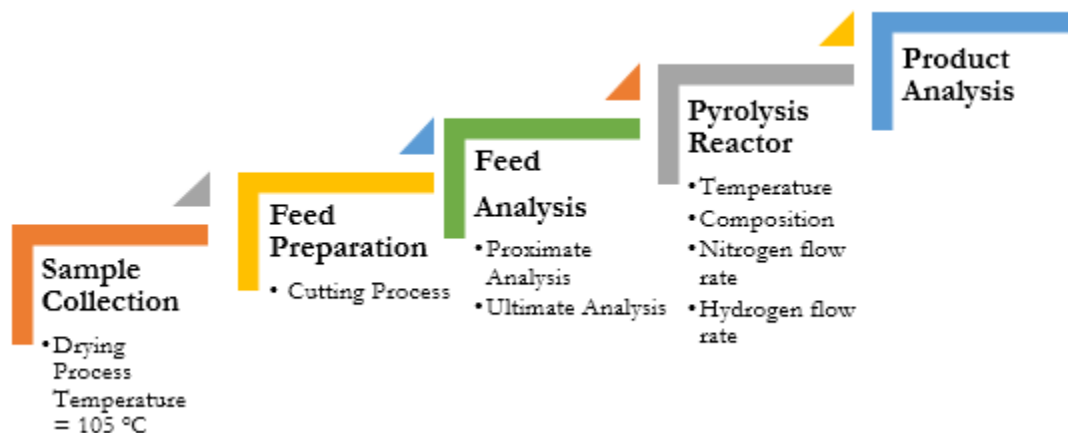 Sample
Collection
•Drying
Process
Temperature
= 105 °C
Feed
Preparation
• Cutting Process
Feed
Analysis
•Proximate
Analysis
•Ultimate Analysis
Pyrolysis
Reactor
•Temperature
•Composition
•Nitrogen flow
rate
•Hydrogen flow
rate
Product
Analysis